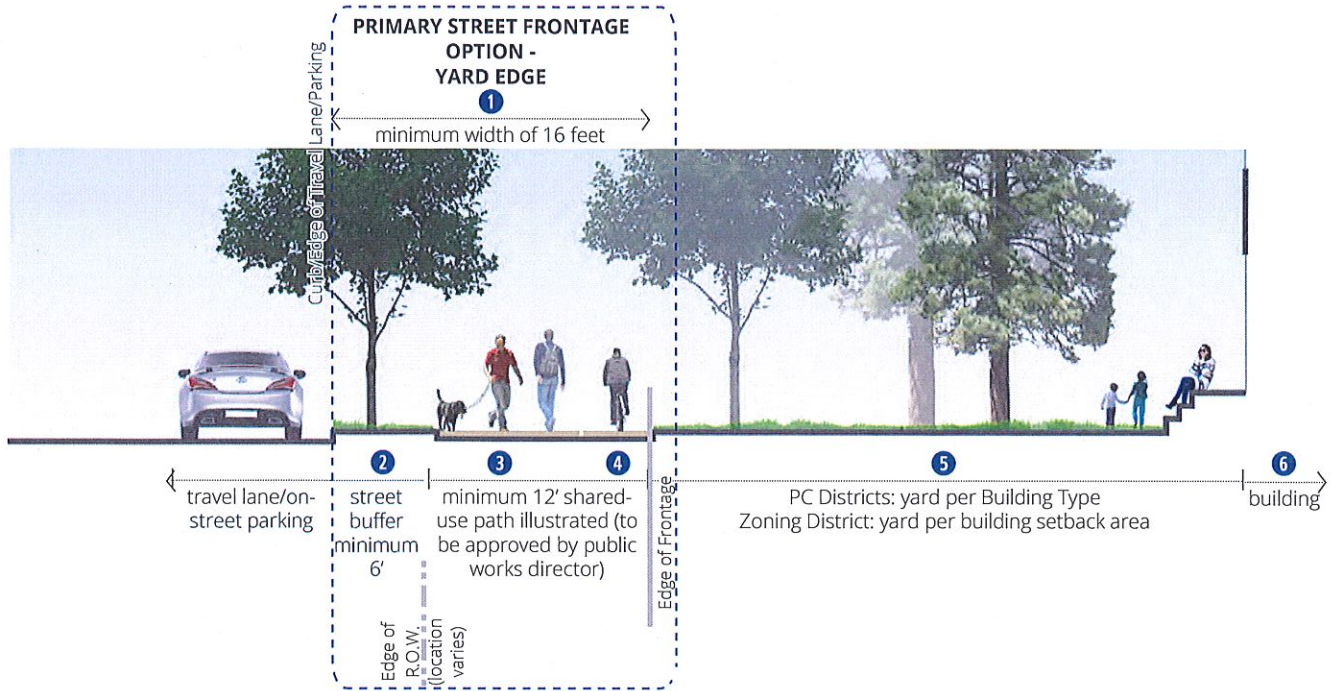 PRIMARY STREET FRONTAGE
OPTION -
YARD EDGE
1
minimum width of 16 feet
Curb/Edge of Travel Lane/Parking
2
3
4
5
6
travel lane/on-
street parking
street
buffer
minimum
6'
minimum 12' shared-
use path illustrated (to
be approved by public
works director)
PC Districts: yard per Building Type
Zoning District: yard per building setback area
building
Edge of Frontage
Edge of
R.O.W.
(location
varies)